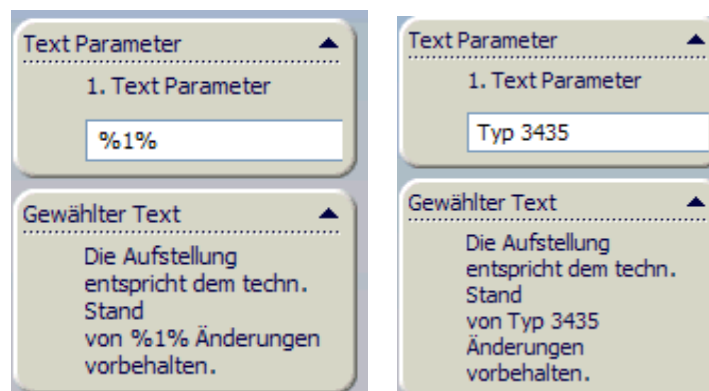 Text Parameter
1. Text Parameter
%1%
Gewählter Text
Die Aufstellung
entspricht dem techn.
Stand
von %1% Änderungen
vorbehalten.
Text Parameter
1. Text Parameter
Typ 3435
Gewählter Text
Die Aufstellung
entspricht dem techn.
Stand
von Typ 3435
Änderungen
vorbehalten.